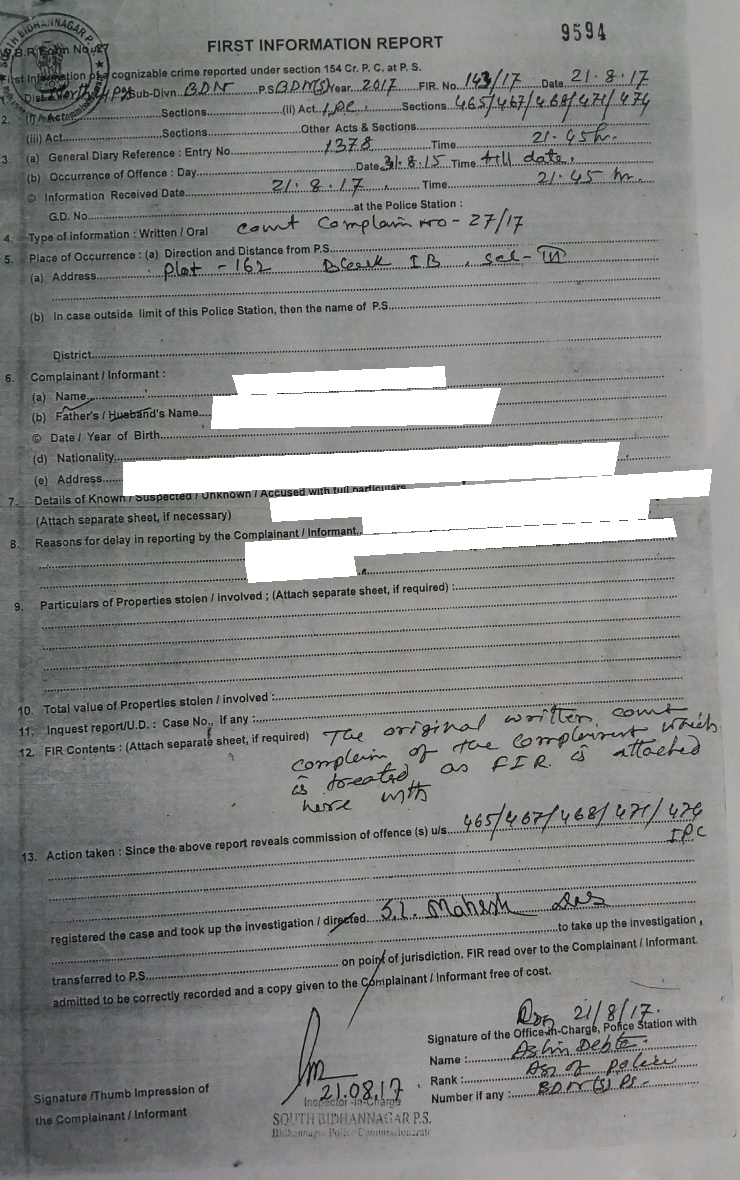 SOUTH BIDHANNAGAR P.
9594
FIRST INFORMATION REPORT
First Information of a cognizable crime reported under section 154 Cr. P. C. at P. S.
Dist. North 24 Pgs Sub-Divn. BDN P.S BDN(S) Year 2017 FIR. No. 143/17 Date 21.8.17
2. (i) Act Sections (ii) Act IPC Sections 465/467/468/471/474
(iii) Act Sections Other Acts & Sections
3. (a) General Diary Reference : Entry No. 1378 Time 21.45 hr.
(b) Occurrence of Offence : Day Date 31.8.15 Time till date.
© Information Received Date 21.8.17 Time 21.45 hr.
G.D. No. at the Police Station :
4. Type of information : Written / Oral court Complain no - 27/17
5. Place of Occurrence : (a) Direction and Distance from P.S.
(a) Address plot - 162 Block IB, Sec - III
(b) In case outside limit of this Police Station, then the name of P.S.
District
6. Complainant / Informant :
(a) Name
(b) Father's / Husband's Name
© Date / Year of Birth
(d) Nationality
(e) Address
7. Details of Known / Suspected / Unknown / Accused with full particulars
(Attach separate sheet, if necessary)
8. Reasons for delay in reporting by the Complainant / Informant
9. Particulars of Properties stolen / involved ; (Attach separate sheet, if required) :
10. Total value of Properties stolen / involved :
11. Inquest report/U.D. : Case No., if any :
12. FIR Contents : (Attach separate sheet, if required) The original written court
complain of the complainent which
is treated as FIR is attached
here with
13. Action taken : Since the above report reveals commission of offence (s) u/s. 465/467/468/471/474
IPC
registered the case and took up the investigation / directed S.I. Mahesh Das
to take up the investigation,
transferred to P.S. on point of jurisdiction. FIR read over to the Complainant / Informant.
admitted to be correctly recorded and a copy given to the Complainant / Informant free of cost.
21/8/17.
Signature of the Office-in-Charge, Police Station with
Name : Ashin Debta
Rank : ASI of police
Number if any : BDN(S) PS.
21.08.17
Signature /Thumb Impression of
the Complainant / Informant
Inspector-in-Charge
SOUTH BIDHANNAGAR P.S.
Bidhannagar Police Commissionerate